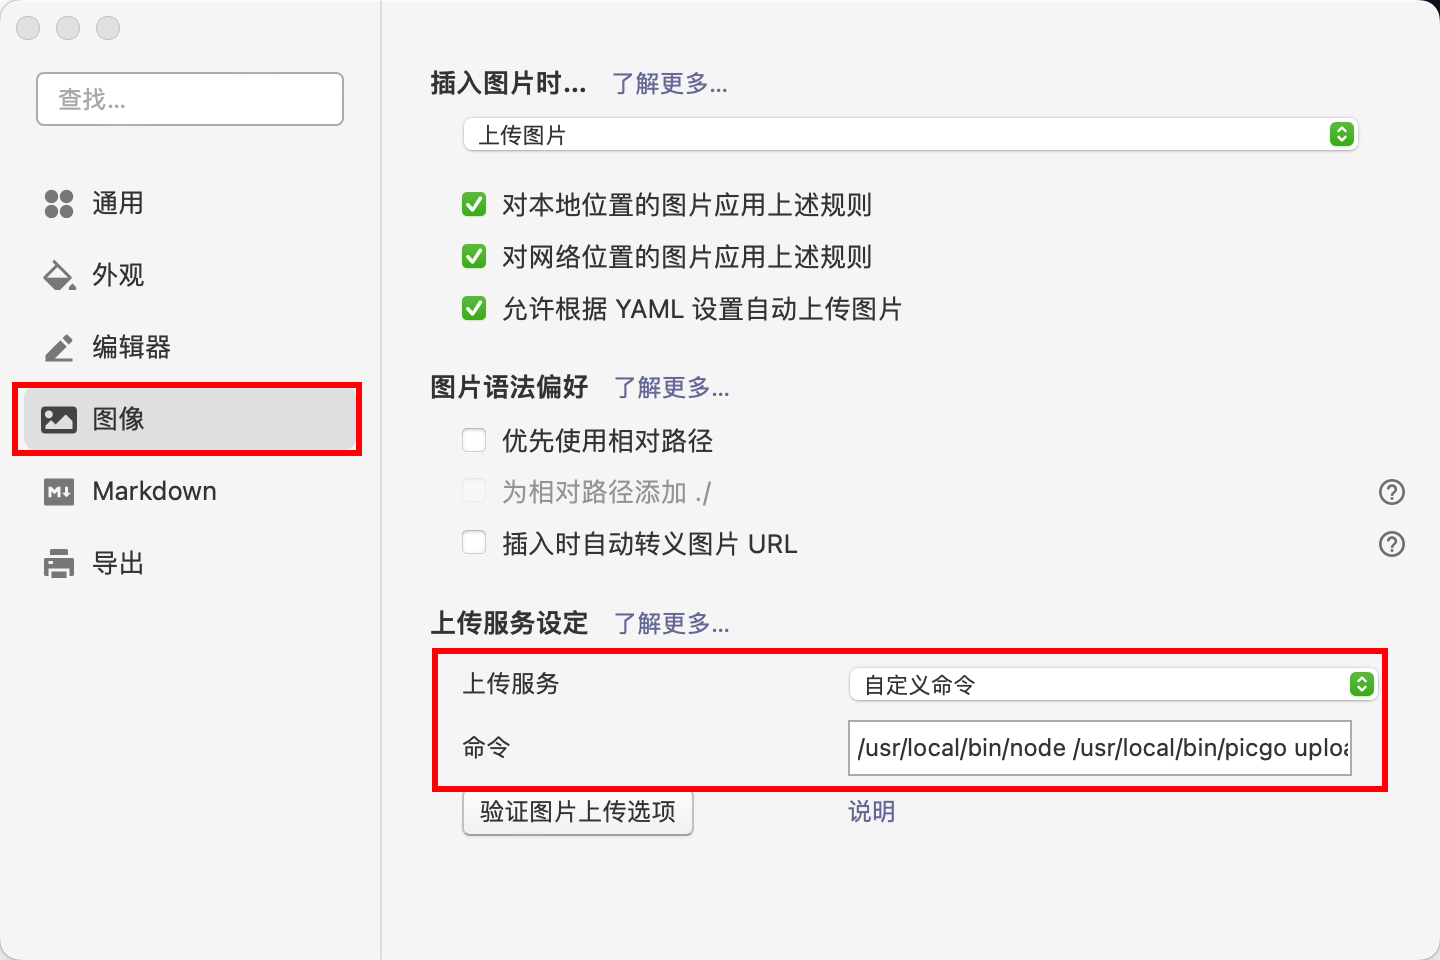 查找...
通用
外观
编辑器
图像
Markdown
导出
插入图片时... 了解更多...
上传图片
对本地位置的图片应用上述规则
对网络位置的图片应用上述规则
允许根据 YAML 设置自动上传图片
图片语法偏好 了解更多...
优先使用相对路径
为相对路径添加 ./
插入时自动转义图片 URL
上传服务设定 了解更多...
上传服务 自定义命令
命令 /usr/local/bin/node /usr/local/bin/picgo uploa
验证图片上传选项 说明